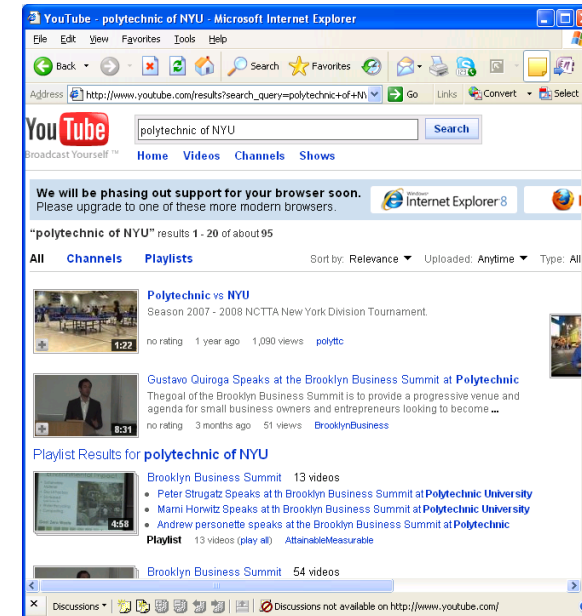 YouTube - polytechnic of NYU - Microsoft Internet Explorer
File Edit View Favorites Tools Help
Back Search Favorites
Address http://www.youtube.com/results?search_query=polytechnic+of+N Go Links Convert Select
You Tube
Broadcast Yourself ™
polytechnic of NYU Search
Home Videos Channels Shows
We will be phasing out support for your browser soon.
Please upgrade to one of these more modern browsers.
Windows Internet Explorer 8
"polytechnic of NYU" results 1 - 20 of about 95
All Channels Playlists Sort by: Relevance ▼ Uploaded: Anytime ▼ Type: All
Polytechnic vs NYU
Season 2007 - 2008 NCTTA New York Division Tournament.
1:22
no rating 1 year ago 1,090 views polyttc
Gustavo Quiroga Speaks at the Brooklyn Business Summit at Polytechnic
Thegoal of the Brooklyn Business Summit is to provide a progressive venue and
agenda for small business owners and entrepreneurs looking to become ...
8:31
no rating 3 months ago 51 views BrooklynBusiness
Playlist Results for polytechnic of NYU
Brooklyn Business Summit 13 videos
• Peter Strugatz Speaks at th Brooklyn Business Summit at Polytechnic University
• Marni Horwitz Speaks at th Brooklyn Business Summit at Polytechnic University
• Andrew personette speaks at the Brooklyn Business Summit at Polytechnic
4:58
Playlist 13 videos (play all) AttainableMeasurable
Brooklyn Business Summit 54 videos
Discussions Discussions not available on http://www.youtube.com/